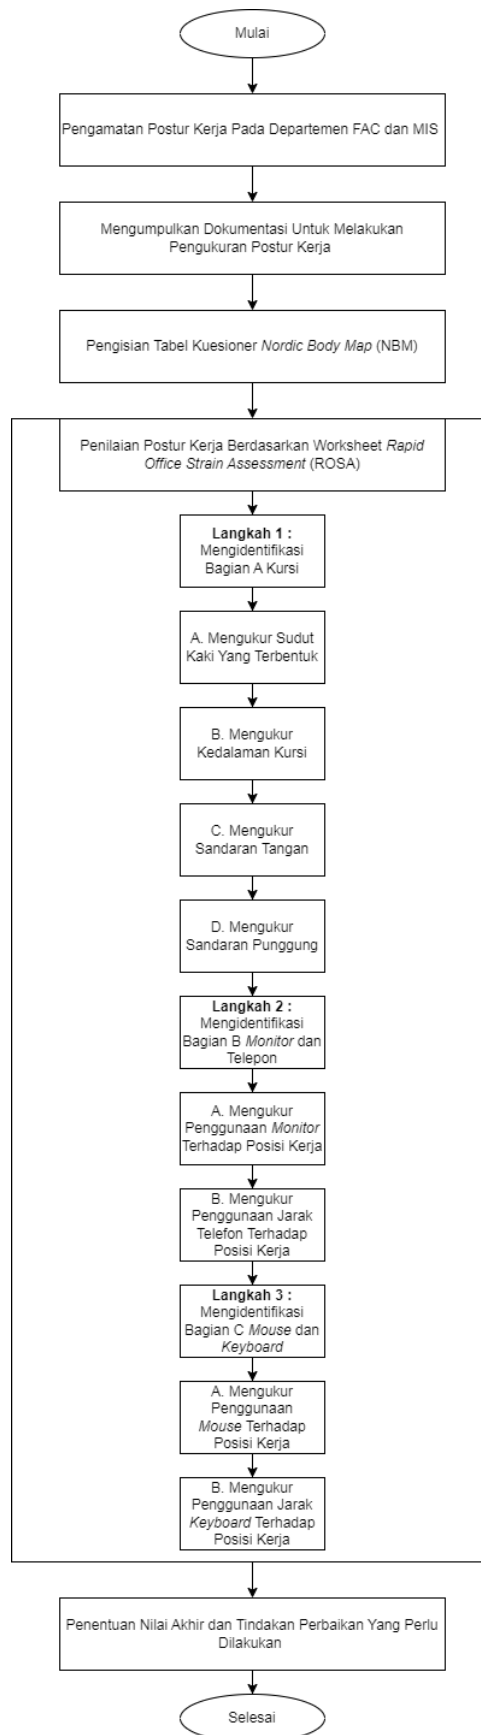 Mulai
Pengamatan Postur Kerja Pada Departemen FAC dan MIS
Mengumpulkan Dokumentasi Untuk Melakukan
Pengukuran Postur Kerja
Pengisian Tabel Kuesioner Nordic Body Map (NBM)
Penilaian Postur Kerja Berdasarkan Worksheet Rapid
Office Strain Assessment (ROSA)
Langkah 1 :
Mengidentifikasi
Bagian A Kursi
A. Mengukur Sudut
Kaki Yang Terbentuk
B. Mengukur
Kedalaman Kursi
C. Mengukur
Sandaran Tangan
D. Mengukur
Sandaran Punggung
Langkah 2 :
Mengidentifikasi
Bagian B Monitor dan
Telepon
A. Mengukur
Penggunaan Monitor
Terhadap Posisi Kerja
B. Mengukur
Penggunaan Jarak
Telefon Terhadap
Posisi Kerja
Langkah 3 :
Mengidentifikasi
Bagian C Mouse dan
Keyboard
A. Mengukur
Penggunaan
Mouse Terhadap
Posisi Kerja
B. Mengukur
Penggunaan Jarak
Keyboard Terhadap
Posisi Kerja
Penentuan Nilai Akhir dan Tindakan Perbaikan Yang Perlu
Dilakukan
Selesai